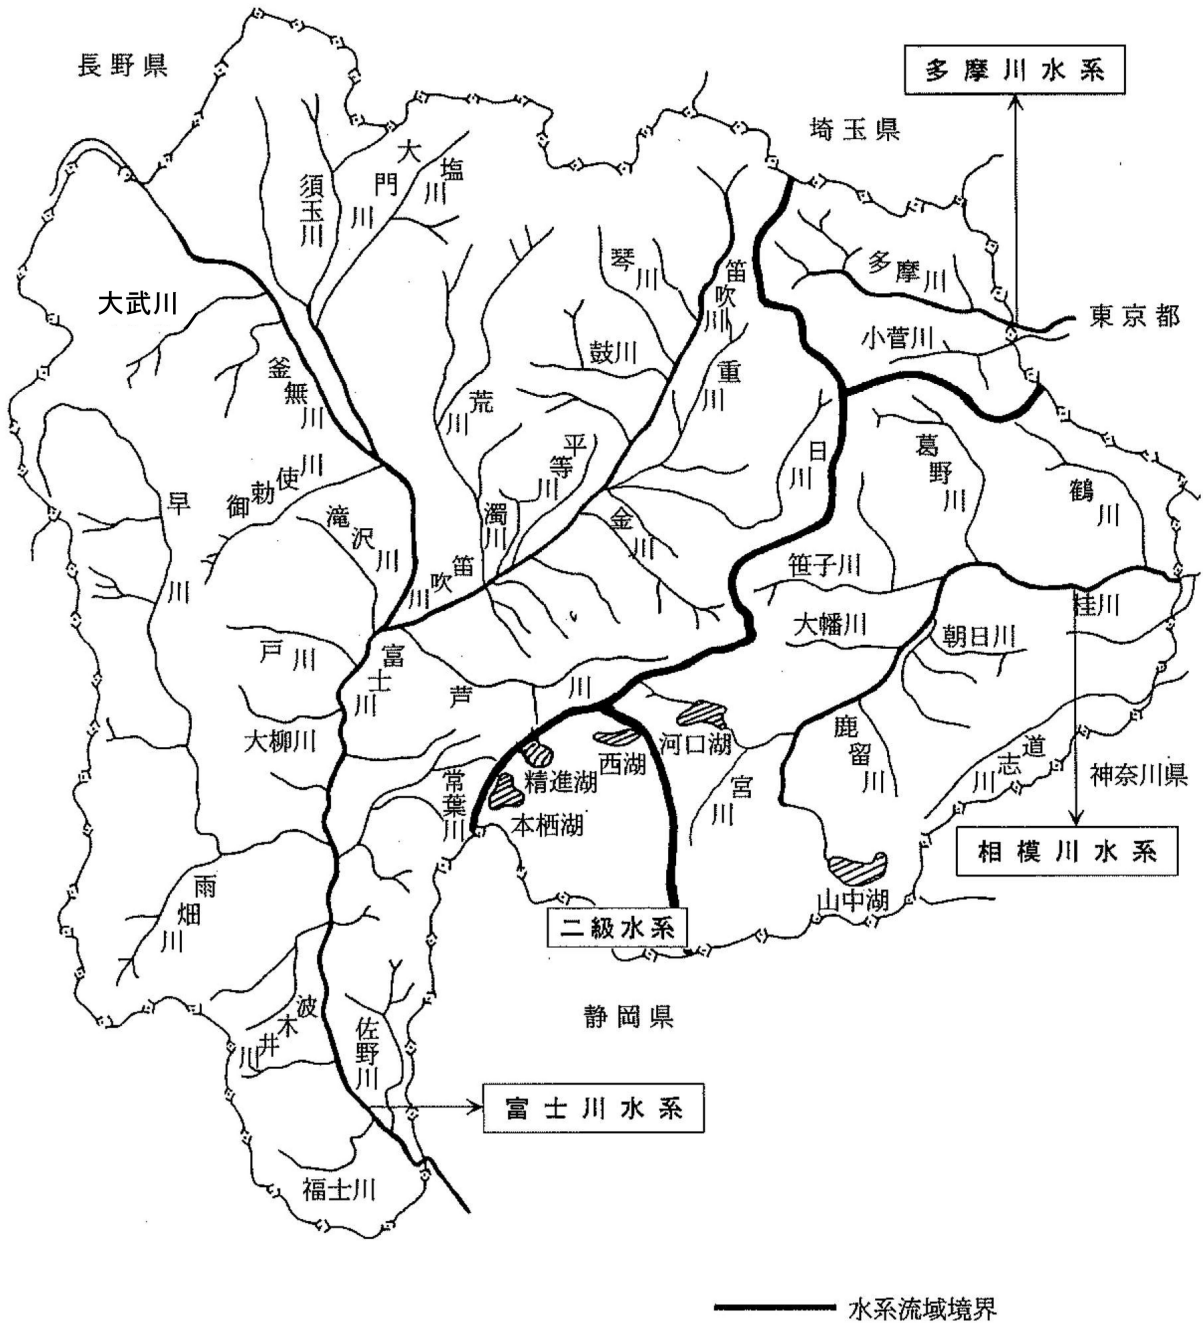 長野県
多摩川水系
埼玉県
大門川
塩川
須玉川
琴川
笛吹川
多摩川
東京都
大武川
小菅川
鼓川
重川
釜無川
荒川
平等川
日川
葛野川
鶴川
早川
御勅使川
滝沢川
濁川
金川
笛吹川
笹子川
桂川
大幡川
朝日川
戸川
富士川
芦川
大柳川
河口湖
西湖
鹿留川
道志川
神奈川県
精進湖
常葉川
宮川
本栖湖
相模川水系
雨畑川
山中湖
二級水系
静岡県
波木井川
佐野川
富士川水系
福士川
水系流域境界